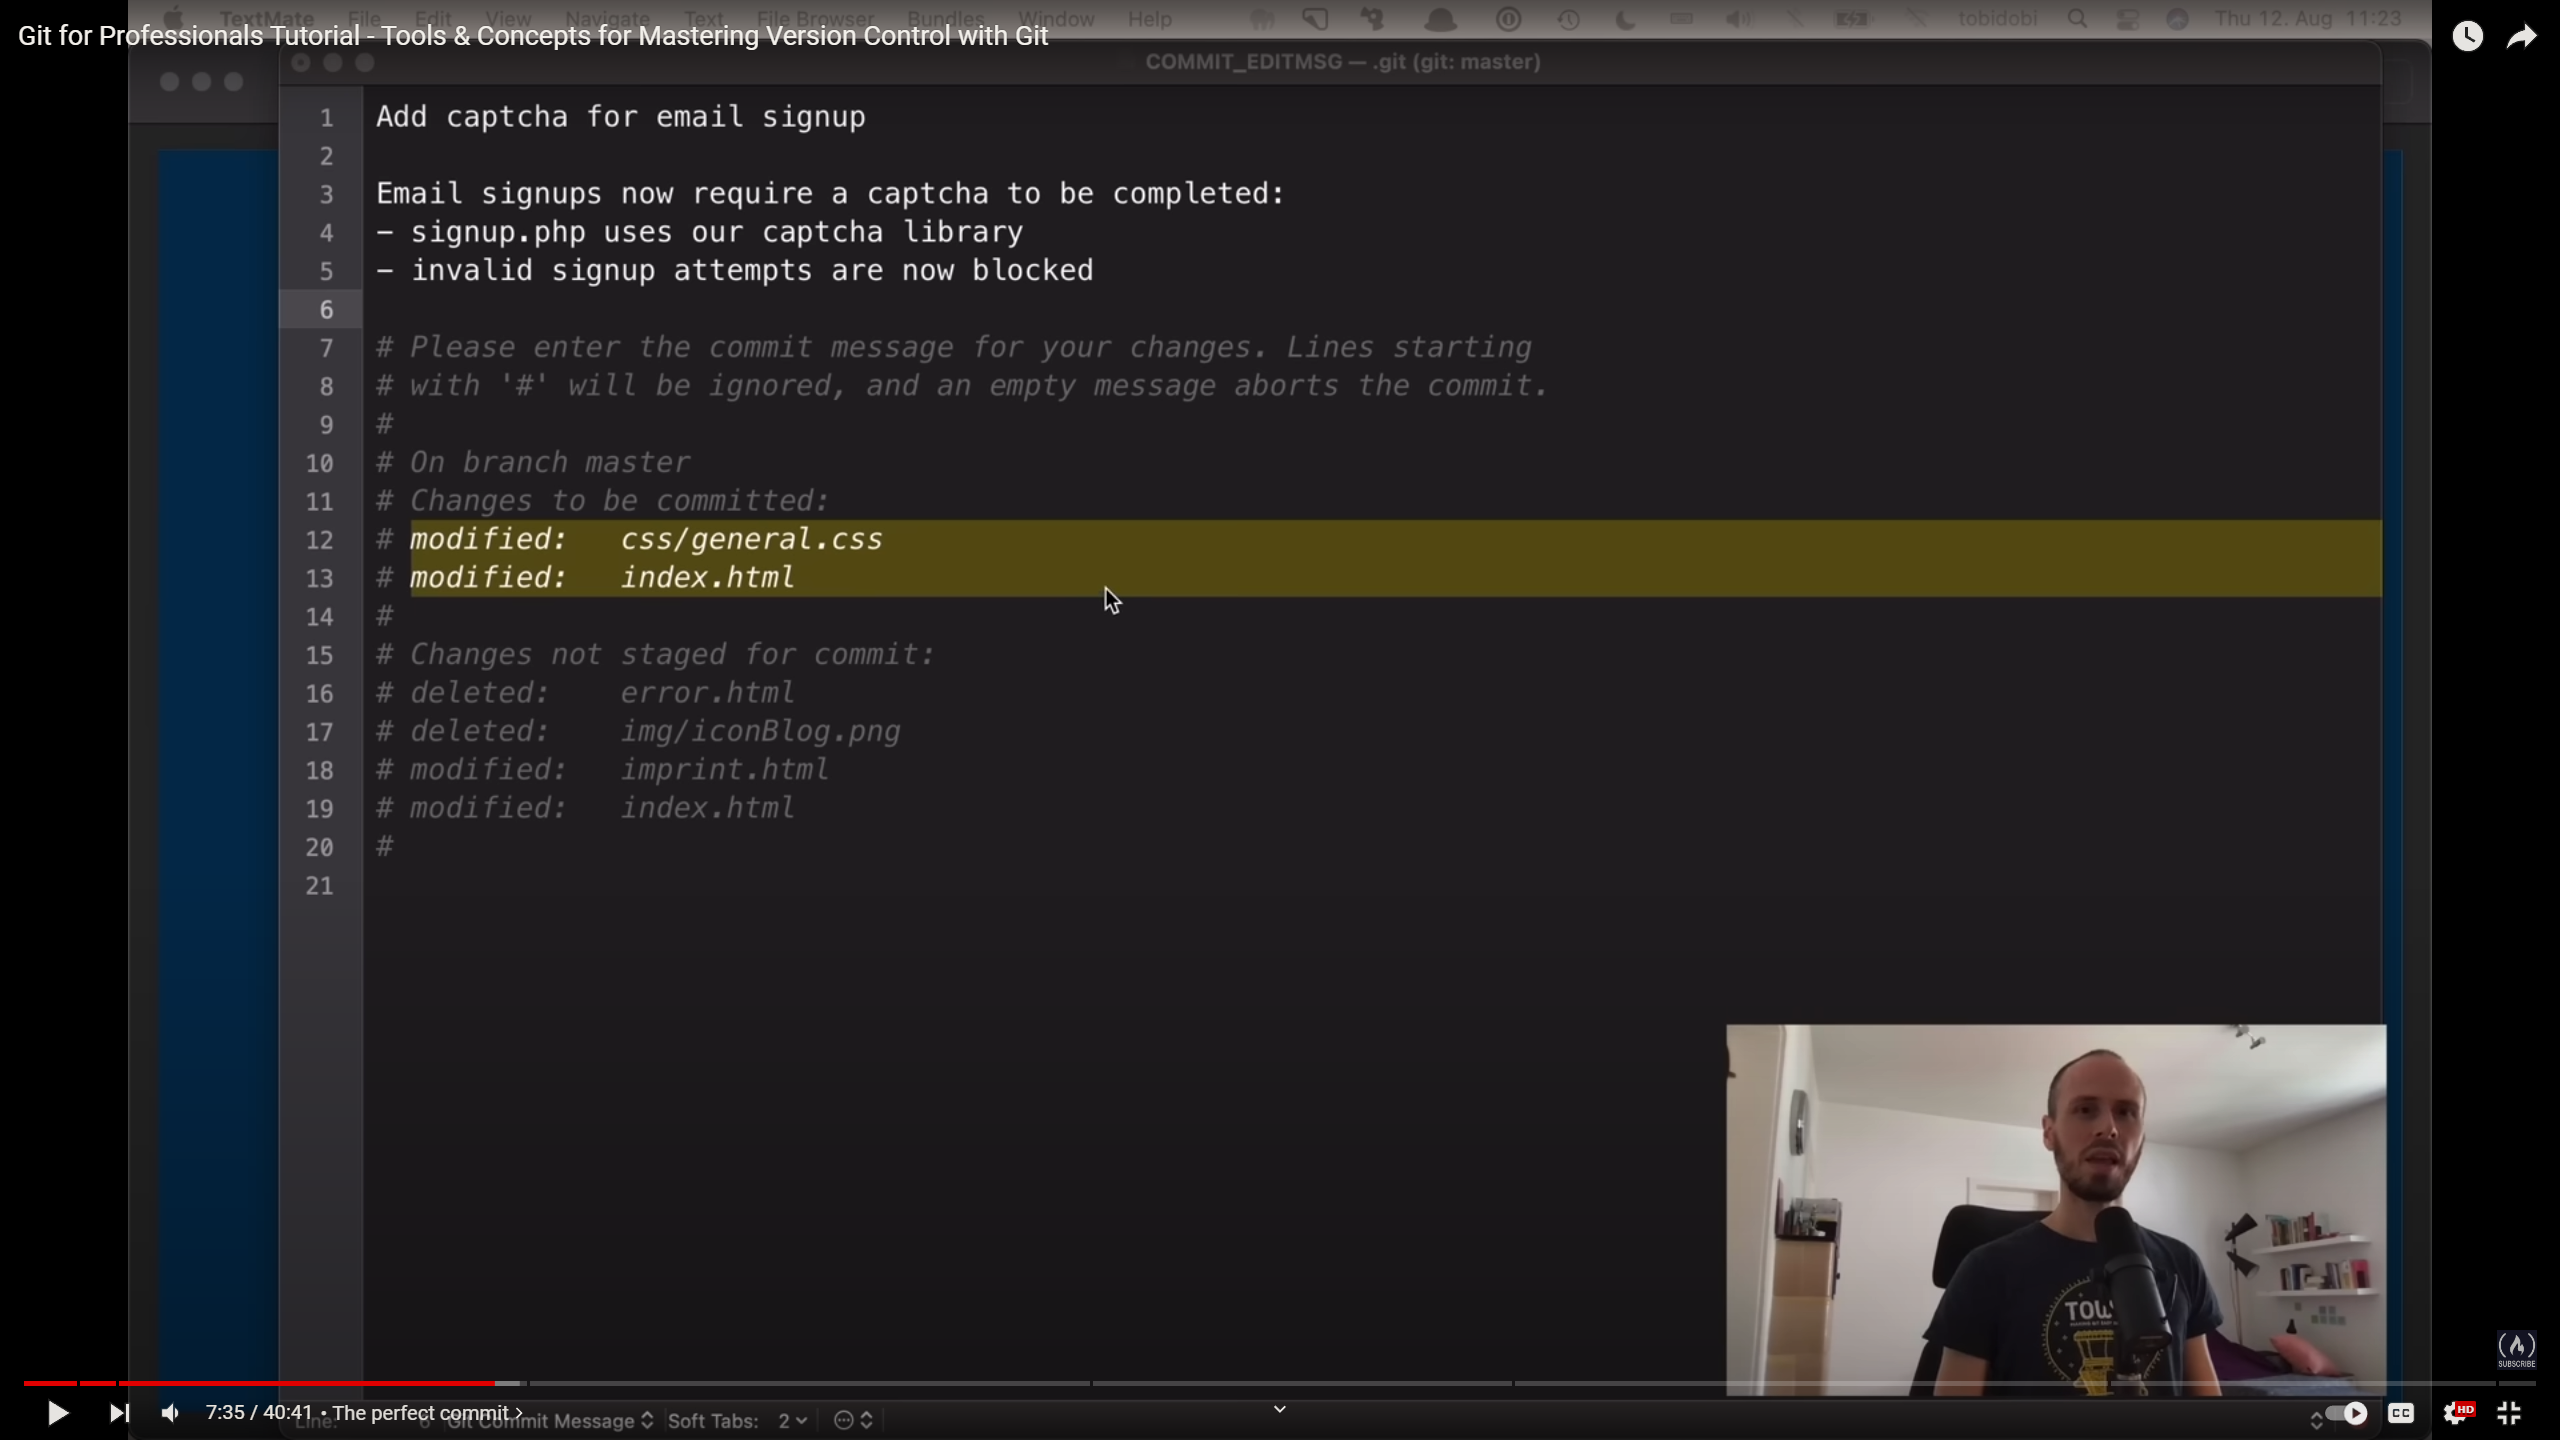 TextMate File Edit View Navigate Text File Browser Bundles Window Help tobidobi Thu 12. Aug 11:23
Git for Professionals Tutorial - Tools & Concepts for Mastering Version Control with Git
COMMIT_EDITMSG — .git (git: master)
1 Add captcha for email signup
2
3 Email signups now require a captcha to be completed:
4 - signup.php uses our captcha library
5 - invalid signup attempts are now blocked
6
7 # Please enter the commit message for your changes. Lines starting
8 # with '#' will be ignored, and an empty message aborts the commit.
9 #
10 # On branch master
11 # Changes to be committed:
12 # modified: css/general.css
13 # modified: index.html
14 #
15 # Changes not staged for commit:
16 # deleted: error.html
17 # deleted: img/iconBlog.png
18 # modified: imprint.html
19 # modified: index.html
20 #
21
TOW
SUBSCRIBE
7:35 / 40:41 • The perfect commit
Line: 6 Git Commit Message Soft Tabs: 2
CC HD